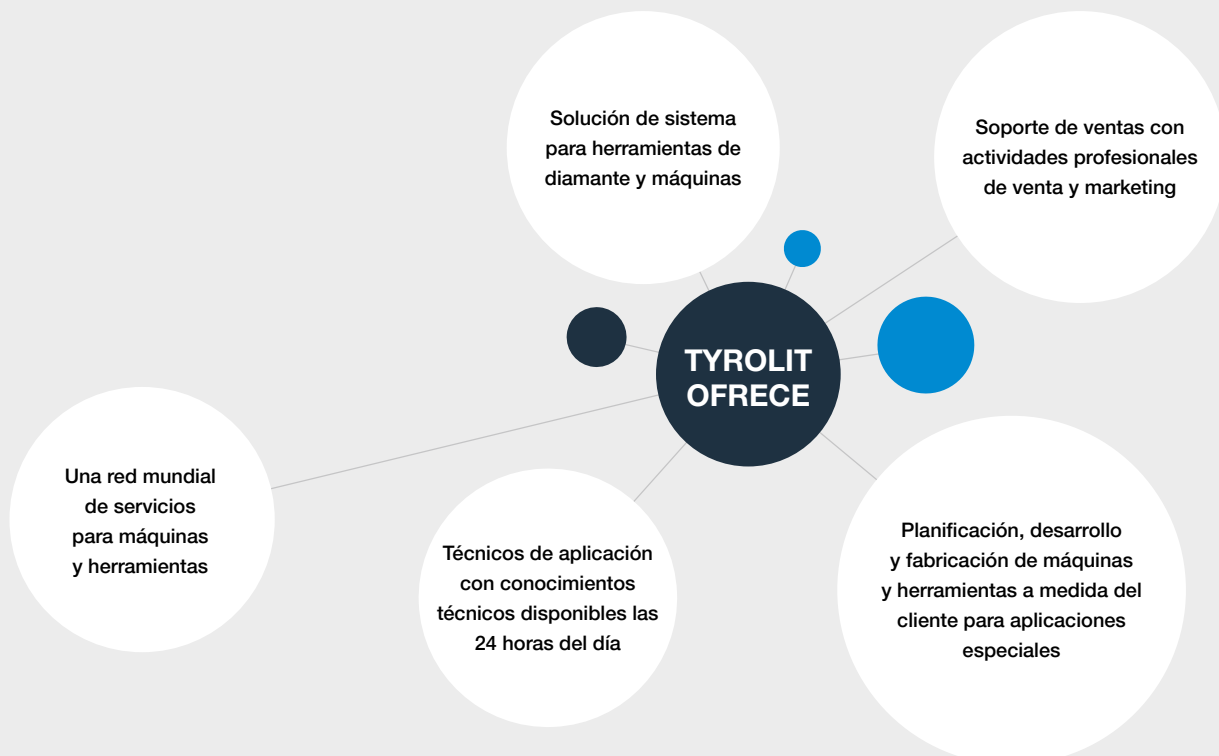 Solución de sistema
para herramientas de
diamante y máquinas
Soporte de ventas con
actividades profesionales
de venta y marketing
TYROLIT
OFRECE
Una red mundial
de servicios
para máquinas
y herramientas
Técnicos de aplicación
con conocimientos
técnicos disponibles las
24 horas del día
Planificación, desarrollo
y fabricación de máquinas
y herramientas a medida del
cliente para aplicaciones
especiales